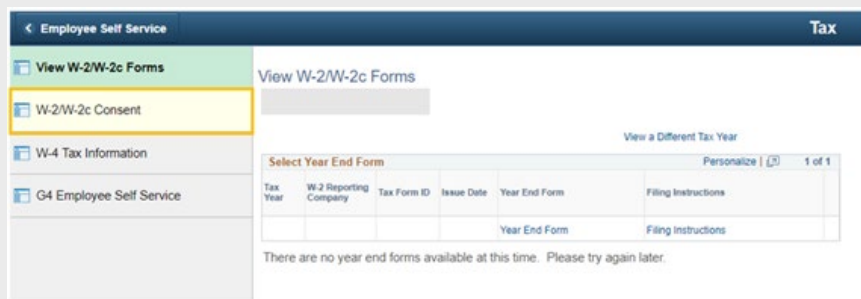 Employee Self Service
Tax
View W-2/W-2c Forms
W-2/W-2c Consent
W-4 Tax Information
G4 Employee Self Service
View W-2/W-2c Forms
View a Different Tax Year
Select Year End Form
Personalize |
1 of 1
Tax Year
W-2 Reporting Company
Tax Form ID
Issue Date
Year End Form
Filing Instructions
Year End Form
Filing Instructions
There are no year end forms available at this time. Please try again later.